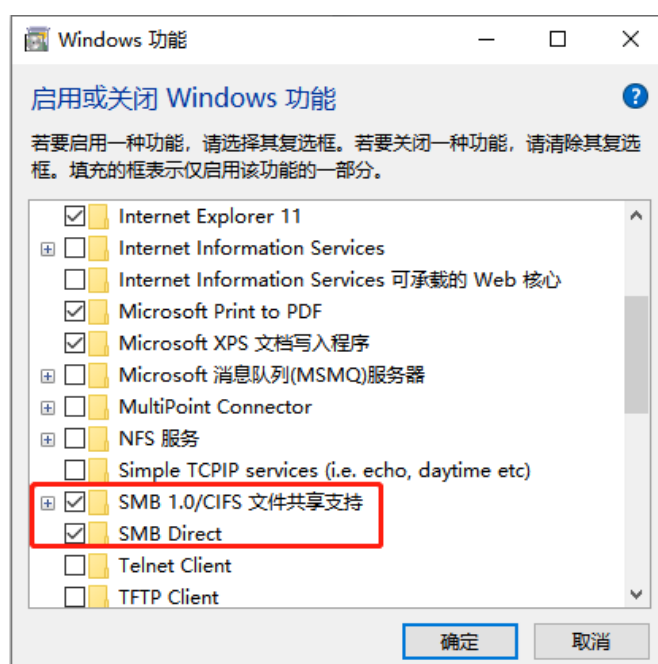 Windows 功能
启用或关闭 Windows 功能
若要启用一种功能，请选择其复选框。若要关闭一种功能，请清除其复选
框。填充的框表示仅启用该功能的一部分。
Internet Explorer 11
Internet Information Services
Internet Information Services 可承载的 Web 核心
Microsoft Print to PDF
Microsoft XPS 文档写入程序
Microsoft 消息队列(MSMQ)服务器
MultiPoint Connector
NFS 服务
Simple TCPIP services (i.e. echo, daytime etc)
SMB 1.0/CIFS 文件共享支持
SMB Direct
Telnet Client
TFTP Client
确定
取消